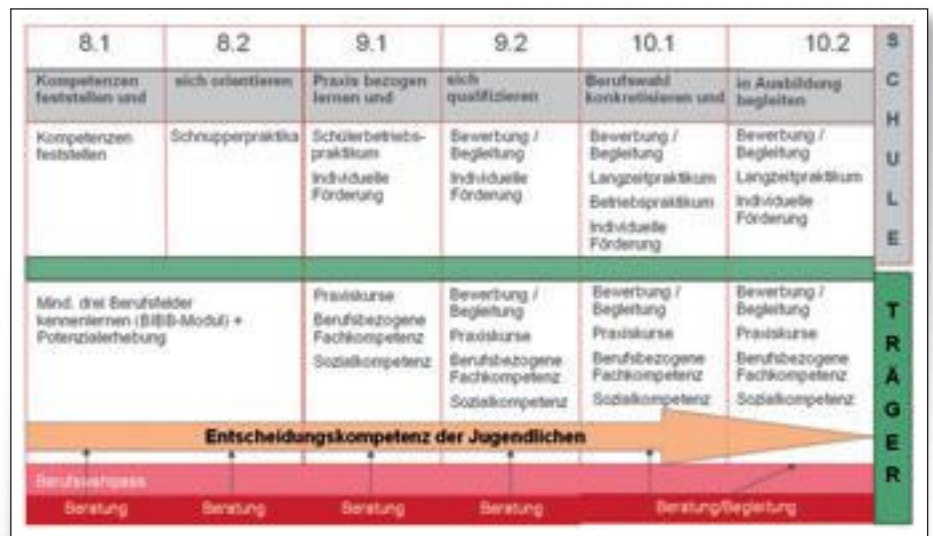 8.1 8.2 9.1 9.2 10.1 10.2
Kompetenzen feststellen und
sich orientieren
Praxis bezogen lernen und
sich qualifizieren
Berufswahl konkretisieren und
in Ausbildung begleiten
Kompetenzen
feststellen
Schnupperpraktika
Schülerbetriebs-
praktikum
Individuelle
Förderung
Bewerbung /
Begleitung
Individuelle
Förderung
Bewerbung /
Begleitung
Langzeitpraktikum
Betriebspraktikum
Individuelle
Förderung
Bewerbung /
Begleitung
Langzeitpraktikum
Individuelle
Förderung
SCHULE
Mind. drei Berufsfelder
kennenlernen (BIBB-Modul) +
Potenzialerhebung
Praxiskurse
Berufsbezogene
Fachkompetenz
Sozialkompetenz
Bewerbung /
Begleitung
Praxiskurse
Berufsbezogene
Fachkompetenz
Sozialkompetenz
Bewerbung /
Begleitung
Praxiskurse
Berufsbezogene
Fachkompetenz
Sozialkompetenz
Bewerbung /
Begleitung
Praxiskurse
Berufsbezogene
Fachkompetenz
Sozialkompetenz
TRÄGER
Entscheidungskompetenz der Jugendlichen
Berufswahlpass
Beratung Beratung Beratung Beratung Beratung/Begleitung